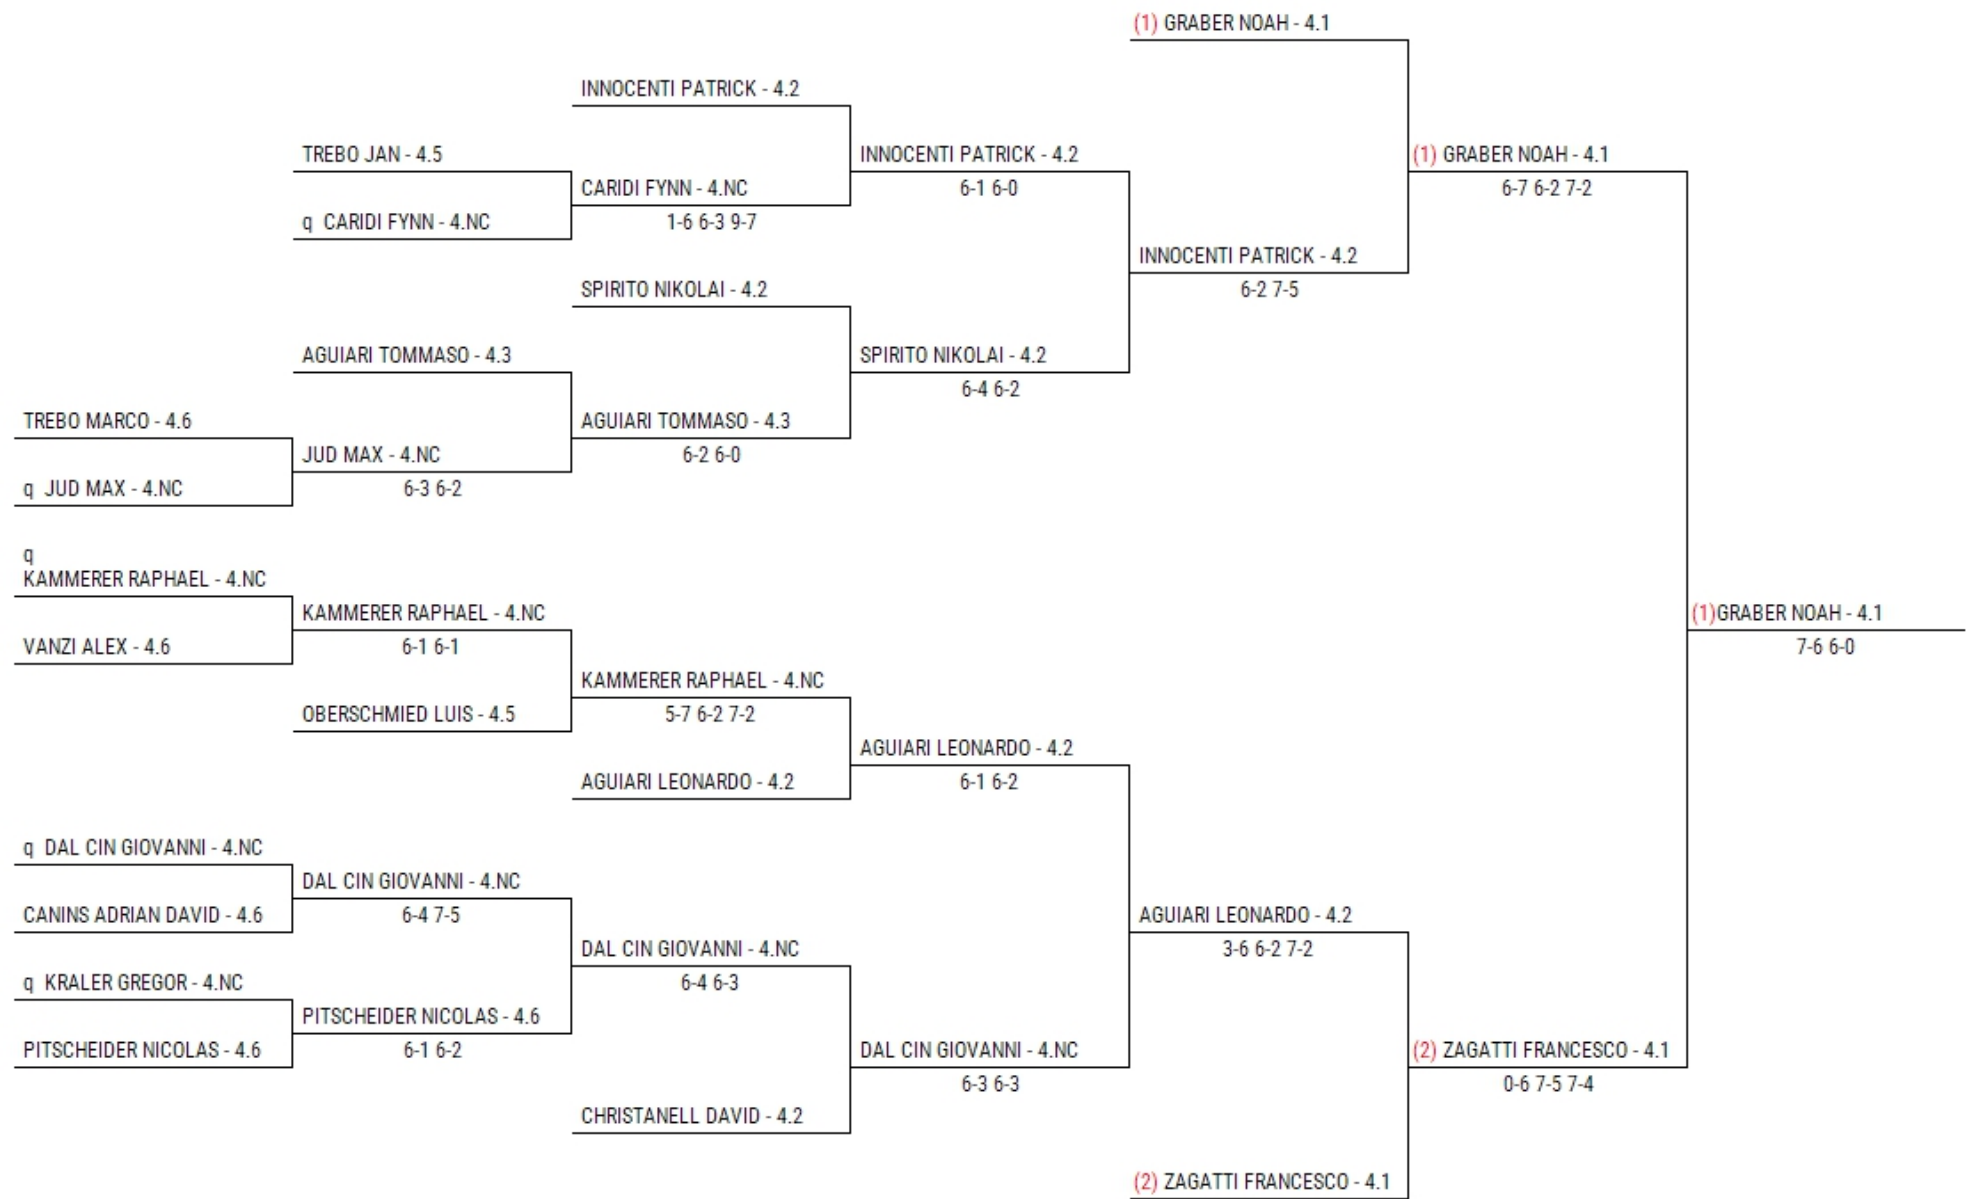 (1) GRABER NOAH - 4.1
INNOCENTI PATRICK - 4.2
TREBO JAN - 4.5
INNOCENTI PATRICK - 4.2
(1) GRABER NOAH - 4.1
CARIDI FYNN - 4.NC
6-1 6-0
6-7 6-2 7-2
q CARIDI FYNN - 4.NC
1-6 6-3 9-7
INNOCENTI PATRICK - 4.2
SPIRITO NIKOLAI - 4.2
6-2 7-5
AGUIARI TOMMASO - 4.3
SPIRITO NIKOLAI - 4.2
6-4 6-2
TREBO MARCO - 4.6
AGUIARI TOMMASO - 4.3
JUD MAX - 4.NC
6-2 6-0
q JUD MAX - 4.NC
6-3 6-2
q
KAMMERER RAPHAEL - 4.NC
KAMMERER RAPHAEL - 4.NC
(1)GRABER NOAH - 4.1
VANZI ALEX - 4.6
6-1 6-1
7-6 6-0
KAMMERER RAPHAEL - 4.NC
OBERSCHMIED LUIS - 4.5
5-7 6-2 7-2
AGUIARI LEONARDO - 4.2
AGUIARI LEONARDO - 4.2
6-1 6-2
q DAL CIN GIOVANNI - 4.NC
DAL CIN GIOVANNI - 4.NC
CANINS ADRIAN DAVID - 4.6
6-4 7-5
AGUIARI LEONARDO - 4.2
DAL CIN GIOVANNI - 4.NC
3-6 6-2 7-2
q KRALER GREGOR - 4.NC
6-4 6-3
PITSCHEIDER NICOLAS - 4.6
PITSCHEIDER NICOLAS - 4.6
6-1 6-2
DAL CIN GIOVANNI - 4.NC
(2) ZAGATTI FRANCESCO - 4.1
6-3 6-3
0-6 7-5 7-4
CHRISTANELL DAVID - 4.2
(2) ZAGATTI FRANCESCO - 4.1